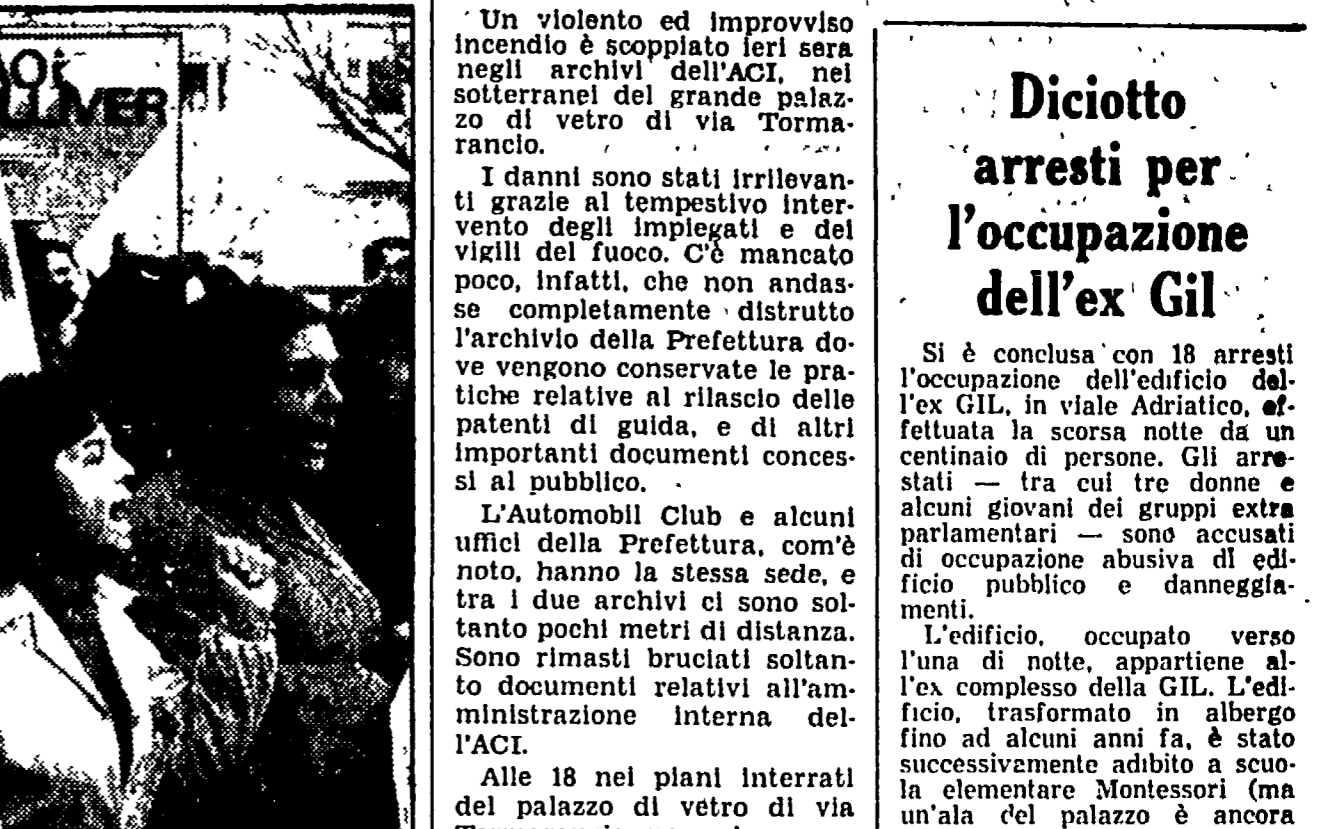 Un violento ed improvviso
incendio è scoppiato ieri sera
negli archivi dell'ACI, nei
sotterranei del grande palaz-
zo di vetro di via Torma-
rancio.
I danni sono stati irrilevan-
ti grazie al tempestivo inter-
vento degli impiegati e dei
vigili del fuoco. C'è mancato
poco, infatti, che non andas-
se completamente distrutto
l'archivio della Prefettura do-
ve vengono conservate le pra-
tiche relative al rilascio delle
patenti di guida, e di altri
importanti documenti conces-
si al pubblico.
L'Automobil Club e alcuni
uffici della Prefettura, com'è
noto, hanno la stessa sede, e
tra i due archivi ci sono sol-
tanto pochi metri di distanza.
Sono rimasti bruciati soltan-
to documenti relativi all'am-
ministrazione interna del-
l'ACI.
Alle 18 nei piani interrati
del palazzo di vetro di via
Diciotto
arresti per
l'occupazione
dell'ex Gil
Si è conclusa con 18 arresti
l'occupazione dell'edificio del-
l'ex GIL, in viale Adriatico, ef-
fettuata la scorsa notte da un
centinaio di persone. Gli arre-
stati — tra cui tre donne e
alcuni giovani dei gruppi extra
parlamentari — sono accusati
di occupazione abusiva di edi-
ficio pubblico e danneggia-
menti.
L'edificio, occupato verso
l'una di notte, appartiene al-
l'ex complesso della GIL. L'edi-
ficio, trasformato in albergo
fino ad alcuni anni fa, è stato
successivamente adibito a scuo-
la elementare Montessori (ma
un'ala del palazzo è ancora